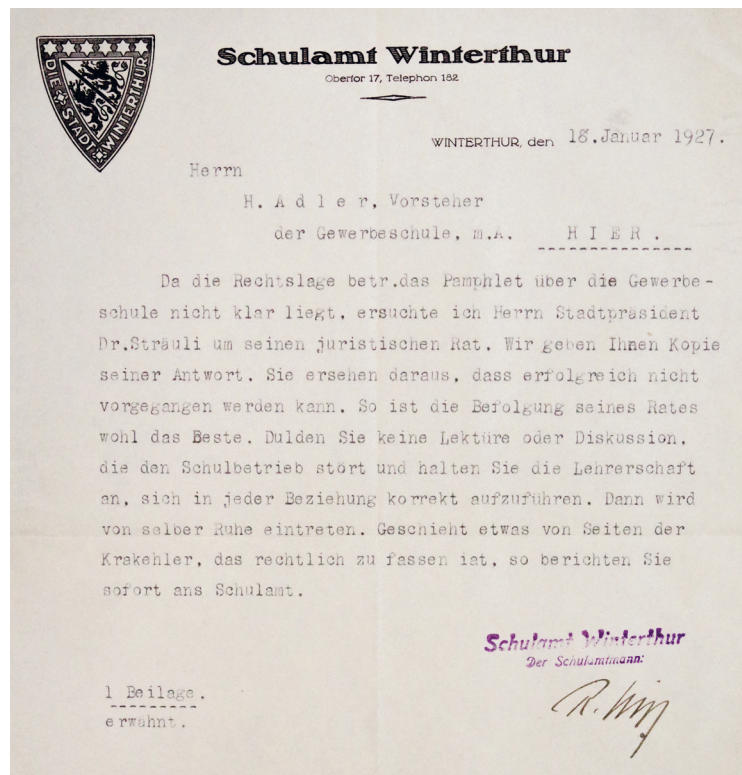 DIE STADT WINTERTHUR
Schulamt Winterthur
Obertor 17, Telephon 182
WINTERTHUR, den 18.Januar 1927.
Herrn
H. A d l e r, Vorsteher
der Gewerbeschule, m.A. H I E R .
Da die Rechtslage betr.das Pamphlet über die Gewerbe-
schule nicht klar liegt, ersuchte ich Herrn Stadtpräsident
Dr.Sträuli um seinen juristischen Rat. Wir geben Ihnen Kopie
seiner Antwort. Sie ersehen daraus, dass erfolgreich nicht
vorgegangen werden kann. So ist die Befolgung seines Rates
wohl das Beste. Dulden Sie keine Lektüre oder Diskussion,
die den Schulbetrieb stört und halten Sie die Lehrerschaft
an, sich in jeder Beziehung korrekt aufzuführen. Dann wird
von selber Ruhe eintreten. Geschieht etwas von Seiten der
Krakehler, das rechtlich zu fassen iat, so berichten Sie
sofort ans Schulamt.
Schulamt Winterthur
Der Schulamtmann:
1 Beilage.
erwähnt.